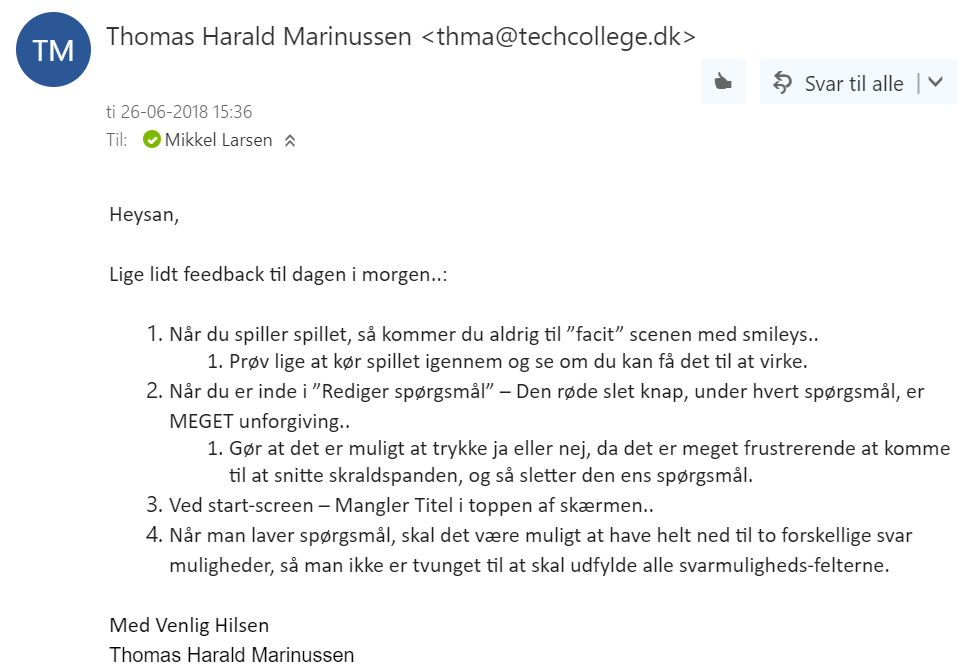 TM
Thomas Harald Marinussen <thma@techcollege.dk>
Svar til alle
ti 26-06-2018 15:36
Til: Mikkel Larsen
Heysan,
Lige lidt feedback til dagen i morgen..:
1. Når du spiller spillet, så kommer du aldrig til ”facit” scenen med smileys..
1. Prøv lige at kør spillet igennem og se om du kan få det til at virke.
2. Når du er inde i ”Rediger spørgsmål” – Den røde slet knap, under hvert spørgsmål, er
MEGET unforgiving..
1. Gør at det er muligt at trykke ja eller nej, da det er meget frustrerende at komme
til at snitte skraldspanden, og så sletter den ens spørgsmål.
3. Ved start-screen – Mangler Titel i toppen af skærmen..
4. Når man laver spørgsmål, skal det være muligt at have helt ned til to forskellige svar
muligheder, så man ikke er tvunget til at skal udfylde alle svarmuligheds-felterne.
Med Venlig Hilsen
Thomas Harald Marinussen